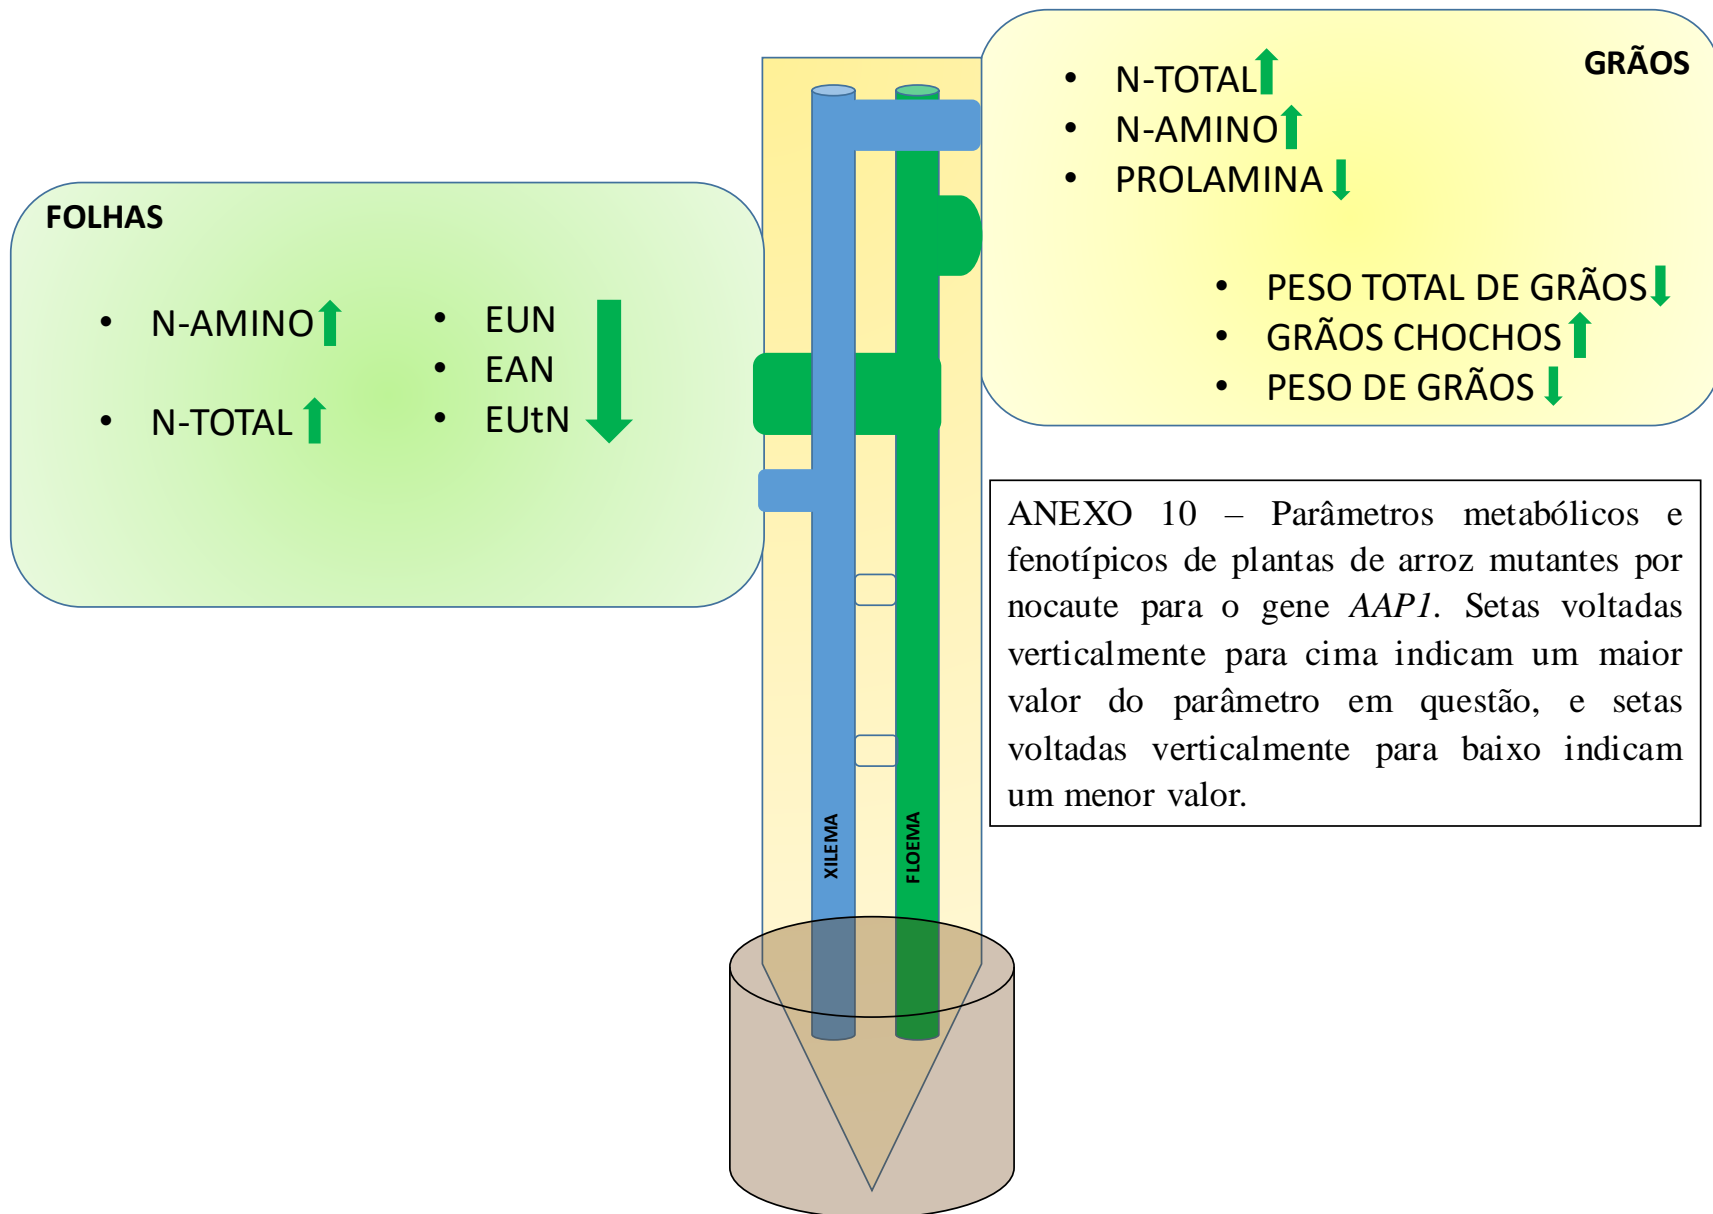 FOLHAS
• N-AMINO
• N-TOTAL
• EUN
• EAN
• EUtN
XILEMA
FLOEMA
GRÃOS
• N-TOTAL
• N-AMINO
• PROLAMINA
• PESO TOTAL DE GRÃOS
• GRÃOS CHOCHOS
• PESO DE GRÃOS
ANEXO 10 – Parâmetros metabólicos e
fenotípicos de plantas de arroz mutantes por
nocaute para o gene AAP1. Setas voltadas
verticalmente para cima indicam um maior
valor do parâmetro em questão, e setas
voltadas verticalmente para baixo indicam
um menor valor.